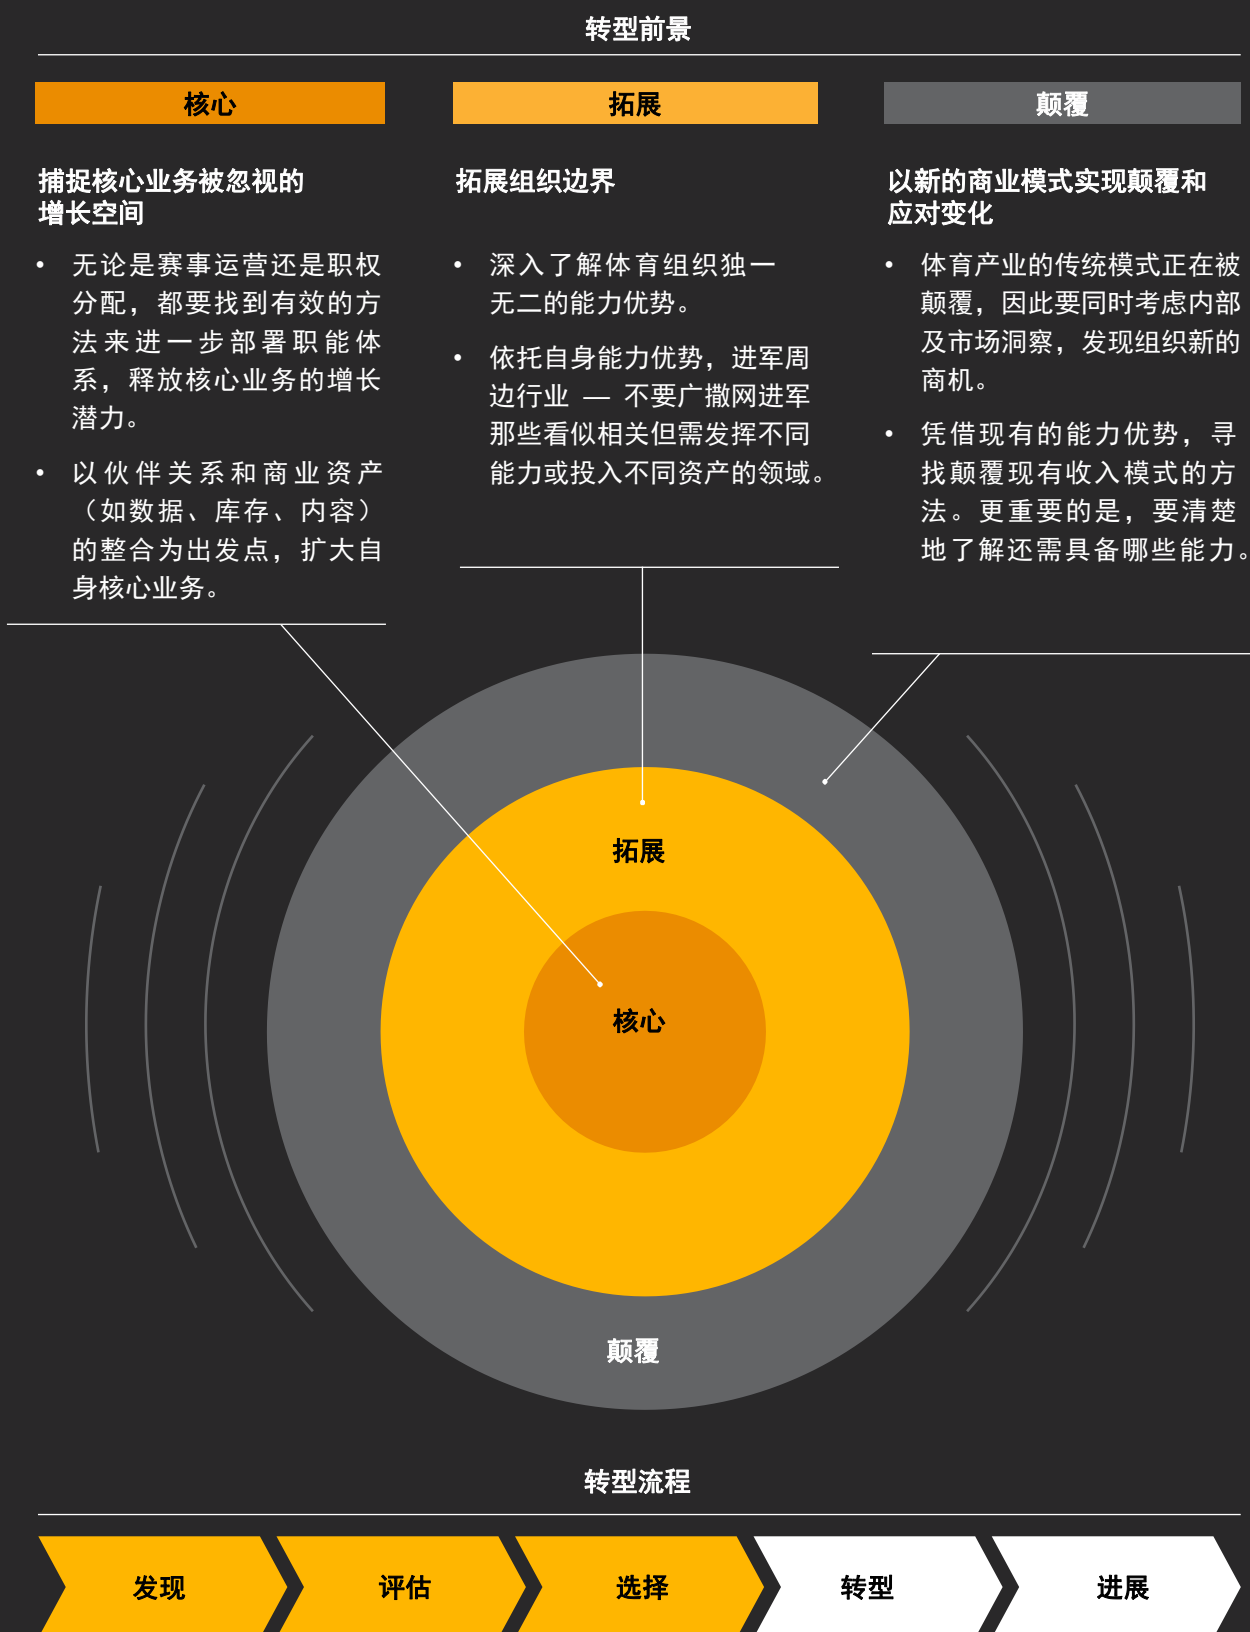 转型前景
核心
捕捉核心业务被忽视的
增长空间
• 无论是赛事运营还是职权
分配，都要找到有效的方
法来进一步部署职能体
系，释放核心业务的增长
潜力。
• 以伙伴关系和商业资产
（如数据、库存、内容）
的整合为出发点，扩大自
身核心业务。
拓展
拓展组织边界
• 深入了解体育组织独一
无二的能力优势。
• 依托自身能力优势，进军周
边行业 — 不要广撒网进军
那些看似相关但需发挥不同
能力或投入不同资产的领域。
颠覆
以新的商业模式实现颠覆和
应对变化
• 体育产业的传统模式正在被
颠覆，因此要同时考虑内部
及市场洞察，发现组织新的
商机。
• 凭借现有的能力优势，寻
找颠覆现有收入模式的方
法。更重要的是，要清楚
地了解还需具备哪些能力。
拓展
核心
颠覆
转型流程
发现
评估
选择
转型
进展